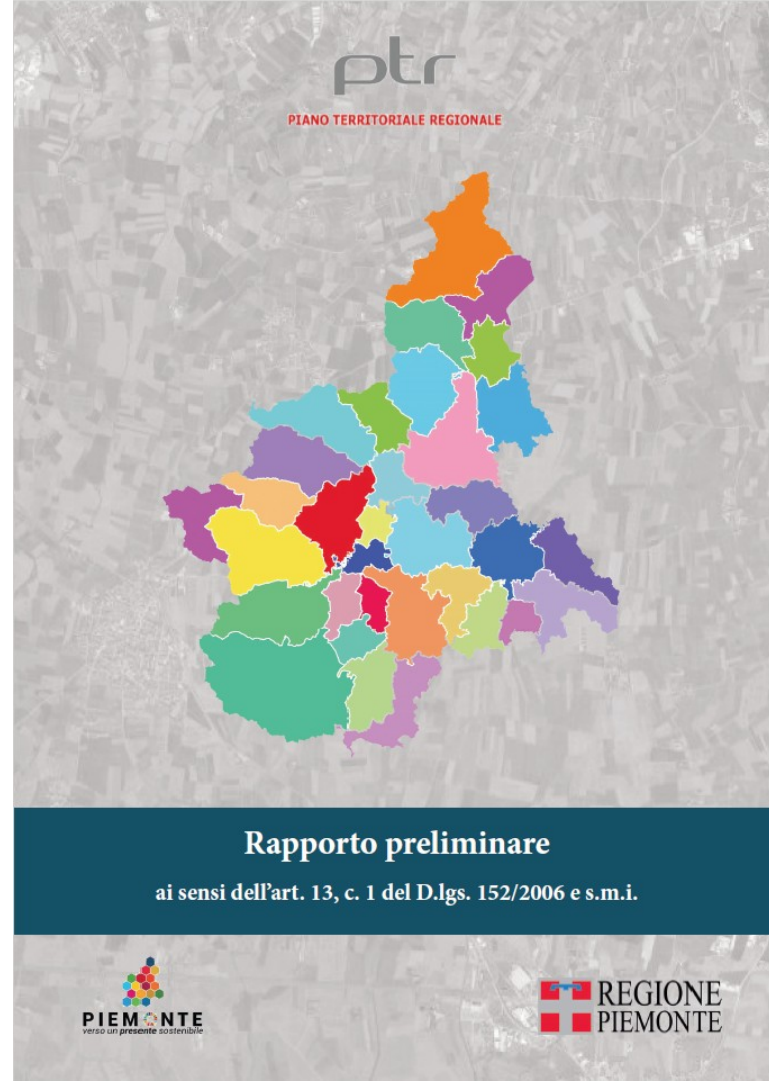 ptr
PIANO TERRITORIALE REGIONALE
Rapporto preliminare
ai sensi dell'art. 13, c. 1 del D.lgs. 152/2006 e s.m.i.
PIEMONTE
verso un presente sostenibile
REGIONE
PIEMONTE